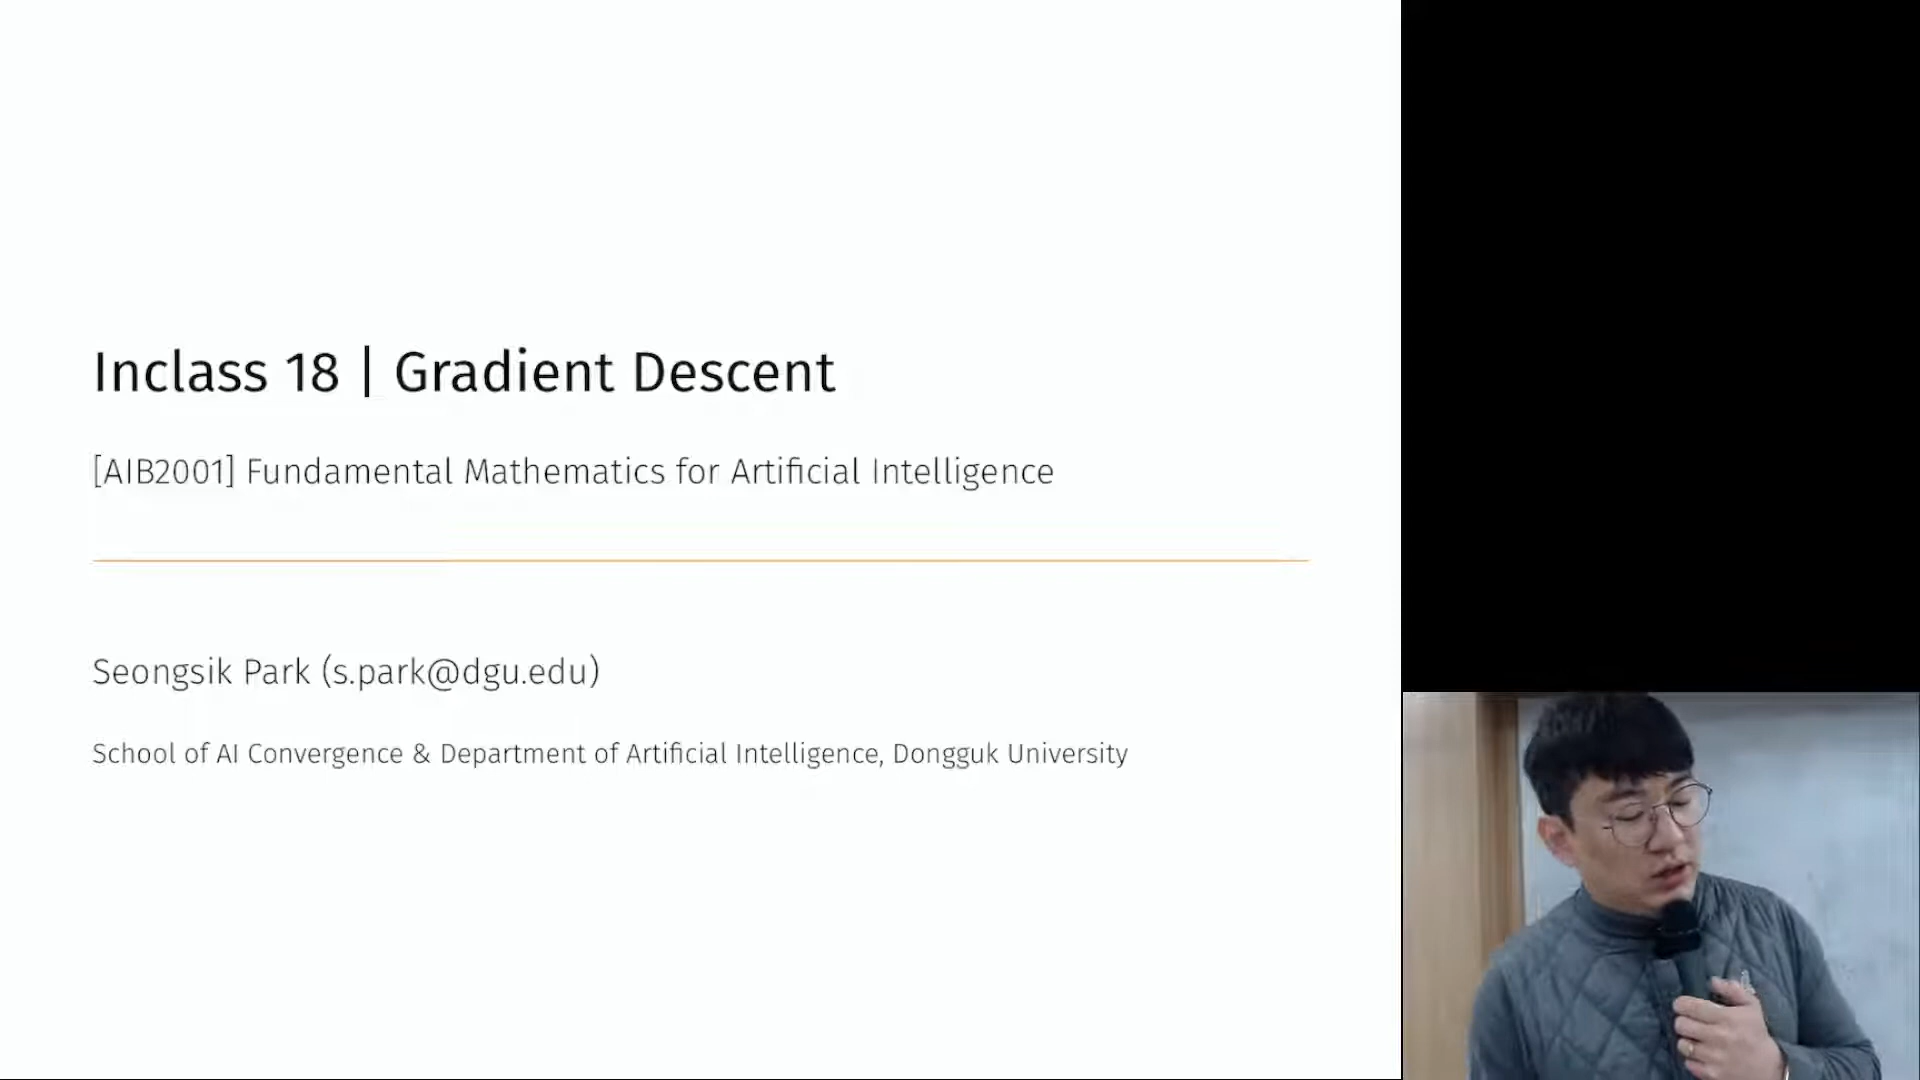 Inclass 18 | Gradient Descent
[AIB2001] Fundamental Mathematics for Artificial Intelligence
Seongsik Park (s.park@dgu.edu)
School of AI Convergence & Department of Artificial Intelligence, Dongguk University